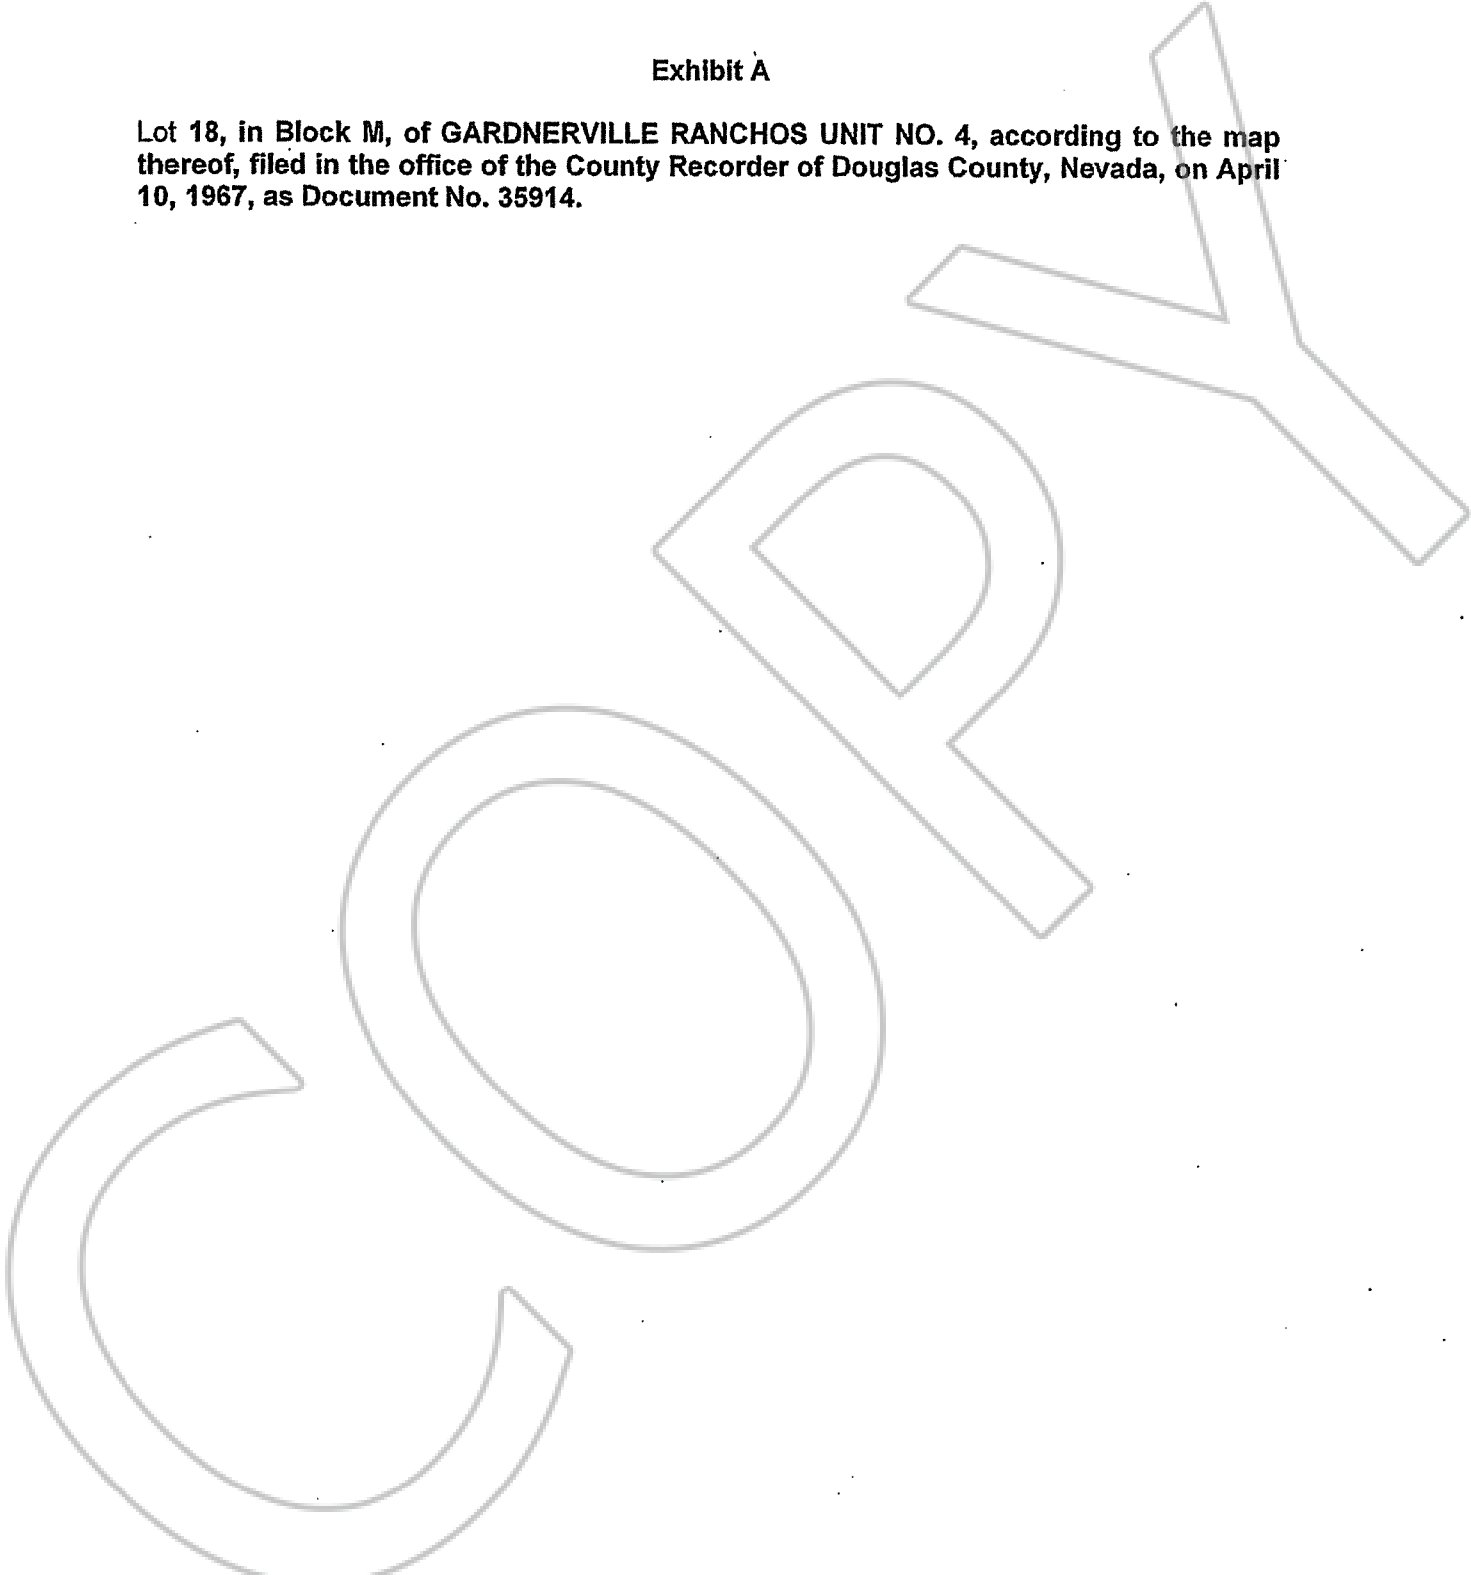 Exhibit A
Lot 18, in Block M, of GARDNERVILLE RANCHOS UNIT NO. 4, according to the map
thereof, filed in the office of the County Recorder of Douglas County, Nevada, on April
10, 1967, as Document No. 35914.
COPY